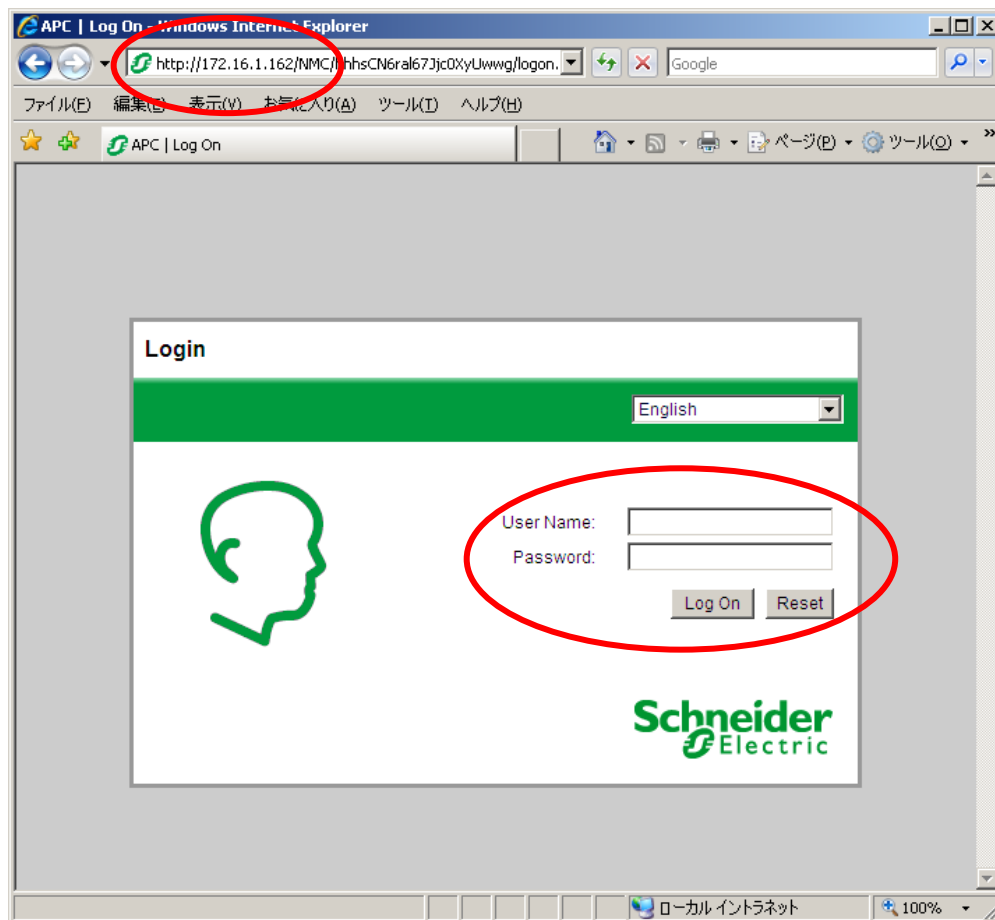 APC | Log On - Windows Internet Explorer
http://172.16.1.162/NMC/hhhsCN6ral67Jjc0XyUwwg/logon.
Google
ファイル(F) 編集(E) 表示(V) お気に入り(A) ツール(T) ヘルプ(H)
APC | Log On
ページ(P)
ツール(O)
»
Login
English
User Name:
Password:
Log On
Reset
Schneider
Electric
ローカル イントラネット
100%